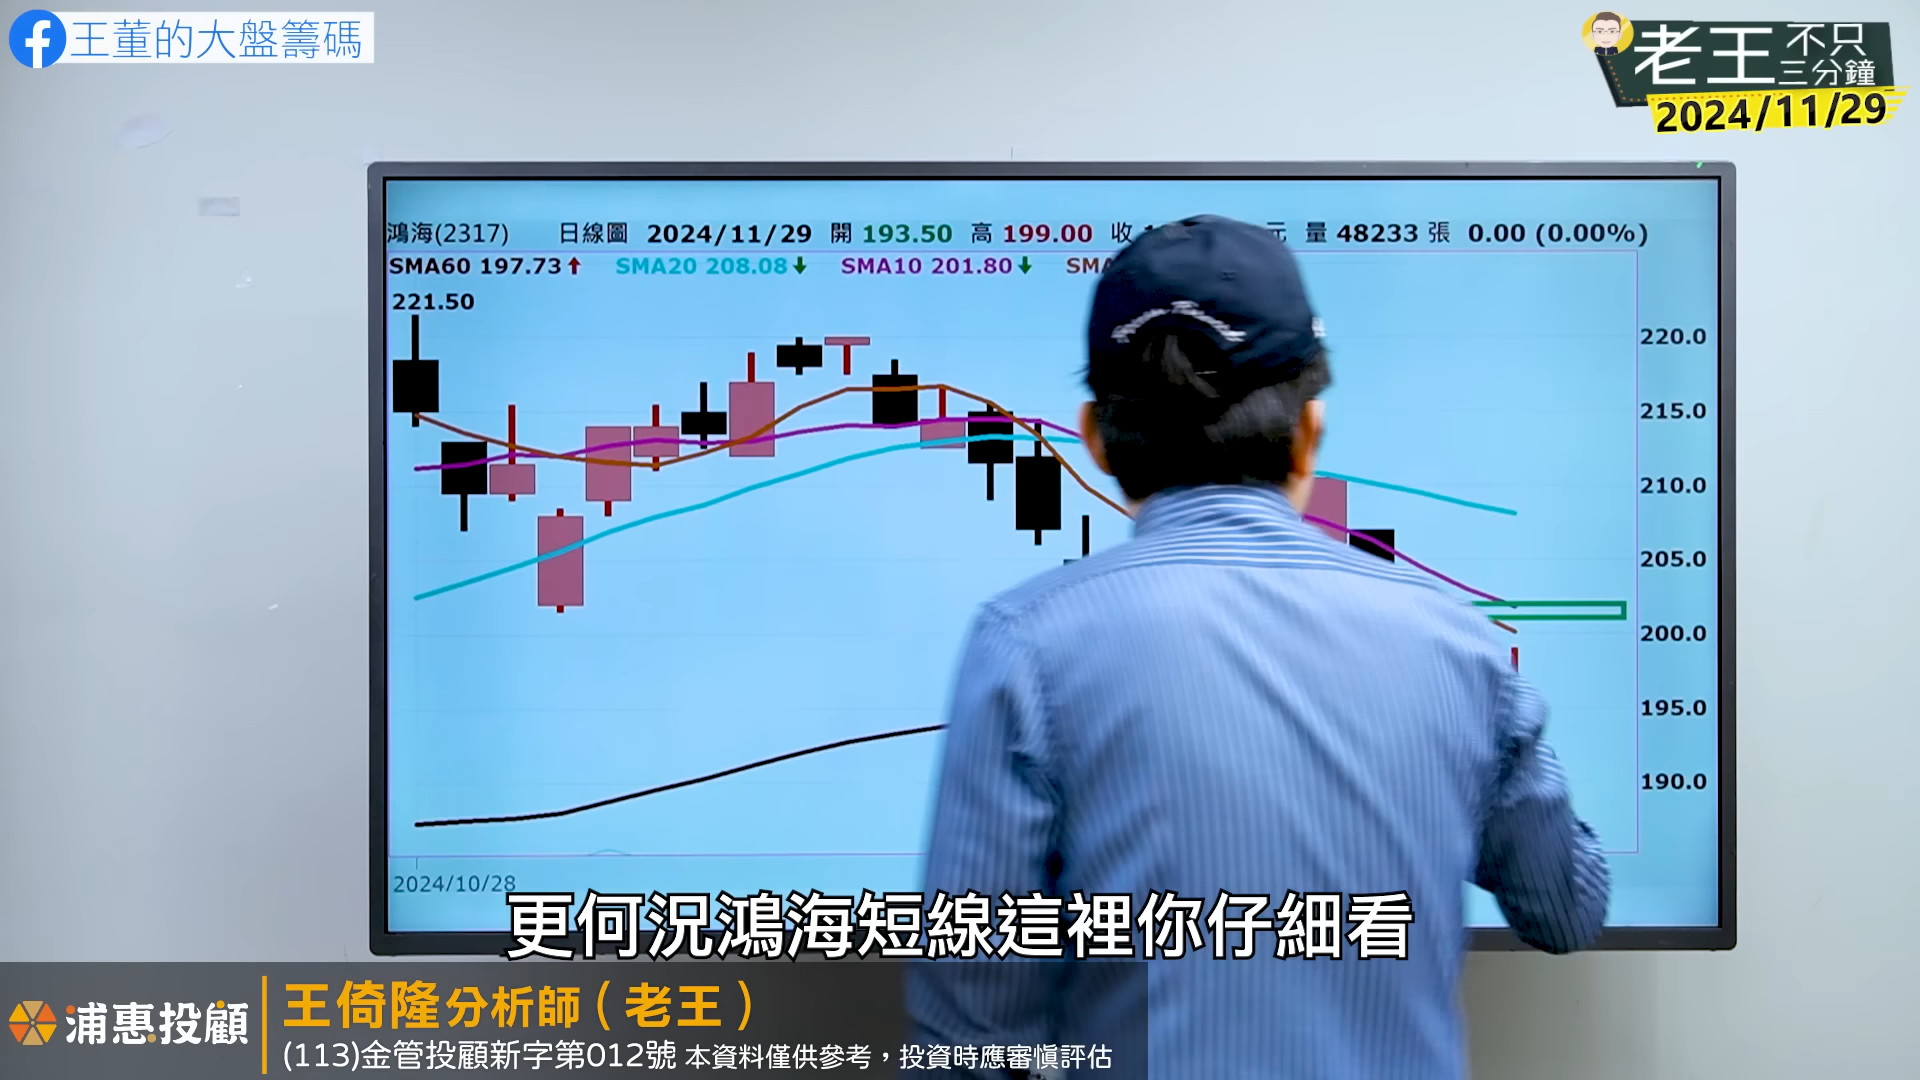 王董的大盤籌碼
老王 不只三分鐘
2024/11/29
鴻海(2317) 日線圖 2024/11/29 開 193.50 高 199.00 收 元 量 48233 張 0.00 (0.00%)
SMA60 197.73↑ SMA20 208.08↓ SMA10 201.80↓
221.50
220.0
215.0
210.0
205.0
200.0
195.0
190.0
2024/10/28
更何況鴻海短線這裡你仔細看
浦惠投顧
王倚隆分析師(老王)
(113)金管投顧新字第012號 本資料僅供參考,投資時應審慎評估